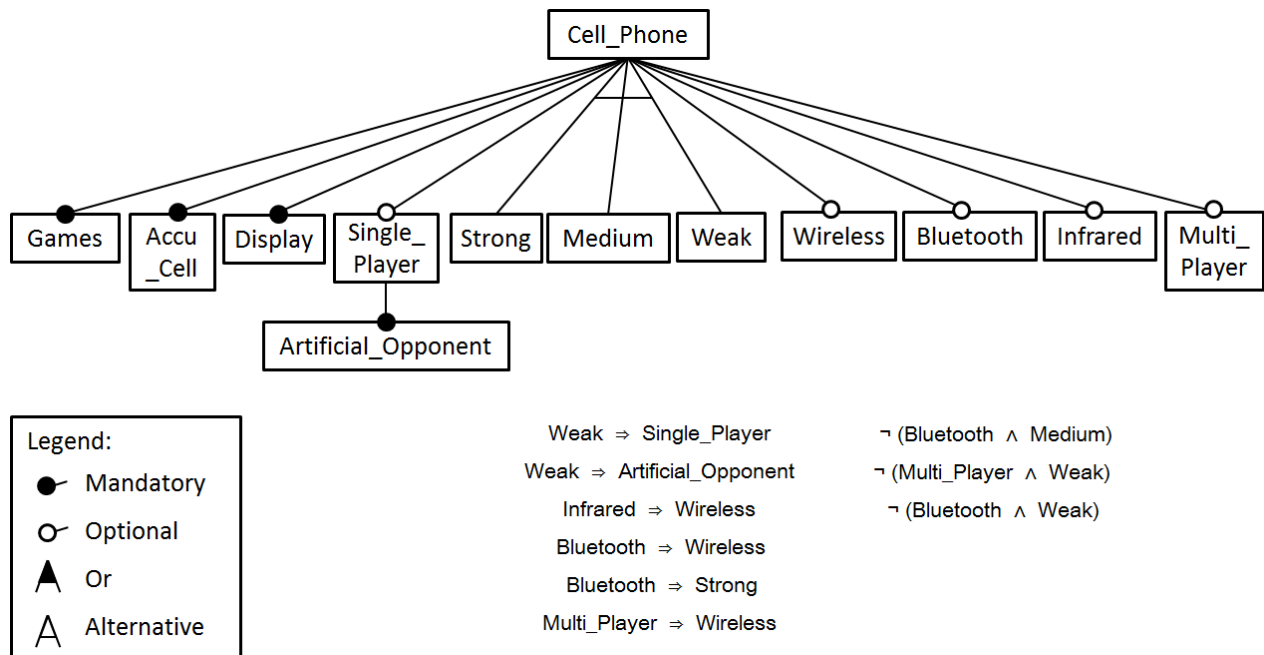 Cell_Phone
Games
Accu
_Cell
Display
Single_
Player
Strong
Medium
Weak
Wireless
Bluetooth
Infrared
Multi_
Player
Artificial_Opponent
Legend:
Mandatory
Optional
Or
Alternative
Weak ⇒ Single_Player
Weak ⇒ Artificial_Opponent
Infrared ⇒ Wireless
Bluetooth ⇒ Wireless
Bluetooth ⇒ Strong
Multi_Player ⇒ Wireless
¬ (Bluetooth ∧ Medium)
¬ (Multi_Player ∧ Weak)
¬ (Bluetooth ∧ Weak)